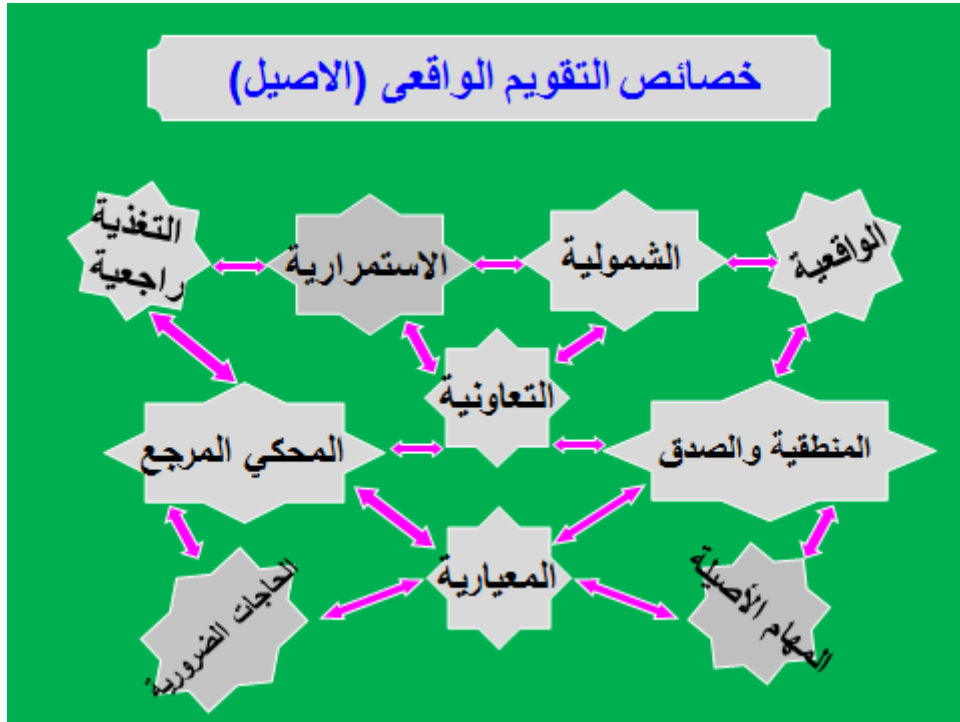 خصائص التقويم الواقعى (الاصيل)
الواقعية
الشمولية
الاستمرارية
التغذية
راجعية
التعاونية
المنطقية والصدق
المحكي المرجع
المعيارية
المهام الأصيلة
الحاجات الضرورية